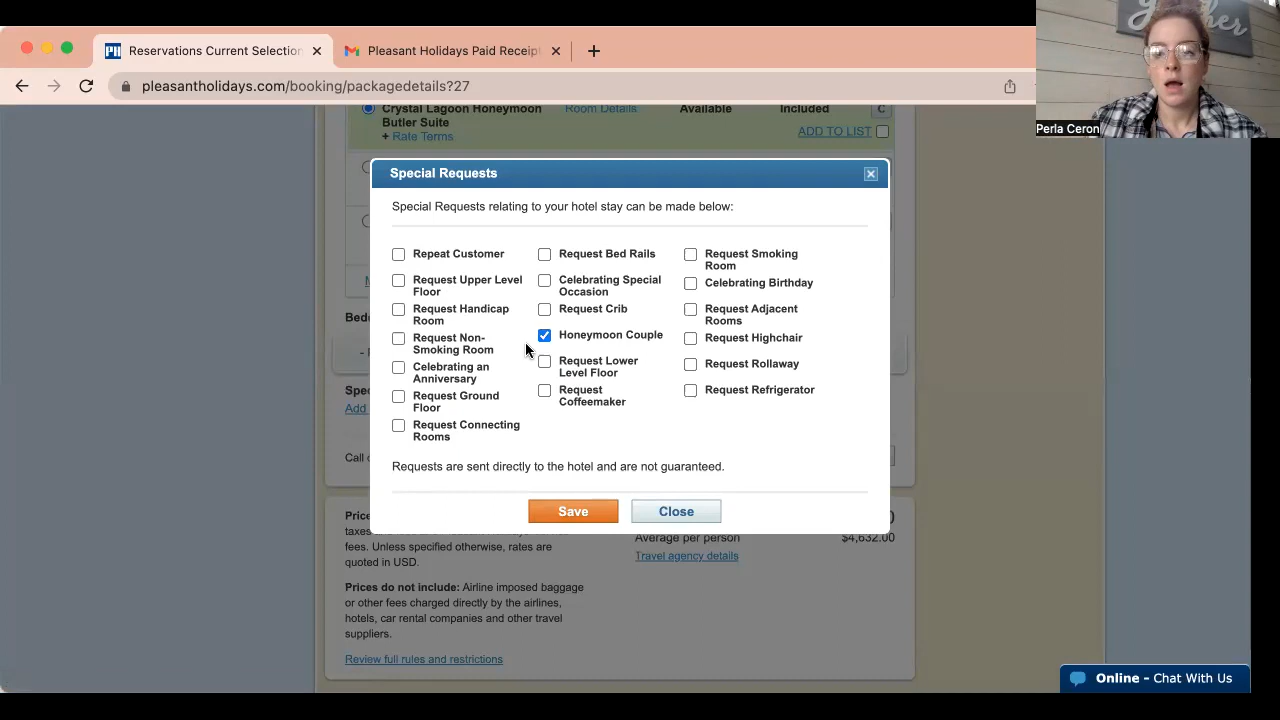 Gather
Reservations Current Selection
Pleasant Holidays Paid Receip
pleasantholidays.com/booking/packagedetails?27
Perla Ceron
Crystal Lagoon Honeymoon
Butler Suite
+ Rate Terms
Room Details
Available
Included
C
ADD TO LIST
Special Requests
Special Requests relating to your hotel stay can be made below:
Repeat Customer
Request Upper Level
Floor
Request Handicap
Room
Request Non-
Smoking Room
Celebrating an
Anniversary
Request Ground
Floor
Request Connecting
Rooms
Request Bed Rails
Celebrating Special
Occasion
Request Crib
Honeymoon Couple
Request Lower
Level Floor
Request
Coffeemaker
Request Smoking
Room
Celebrating Birthday
Request Adjacent
Rooms
Request Highchair
Request Rollaway
Request Refrigerator
Requests are sent directly to the hotel and are not guaranteed.
Save
Close
Add
Call
fees. Unless specified otherwise, rates are
quoted in USD.
Prices do not include: Airline imposed baggage
or other fees charged directly by the airlines,
hotels, car rental companies and other travel
suppliers.
Review full rules and restrictions
Average per person
$4,632.00
Travel agency details
Online - Chat With Us